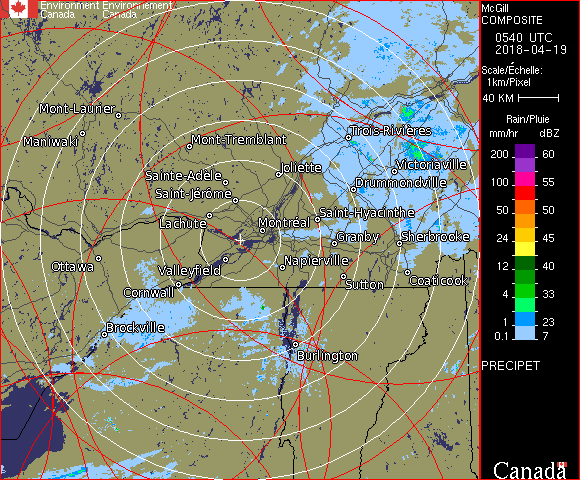 Environment Environnement
Canada Canada
McGill
COMPOSITE
0540 UTC
2018-04-19
Scale/Échelle:
1km/Pixel
40 KM
Rain/Pluie
mm/hr dBZ
200 60
100 55
50 50
24 45
12 40
4 33
1 23
0.1 7
PRECIPET
Canada
Mont-Laurier
Maniwaki
Mont-Tremblant
Trois-Rivières
Joliette
Victoriaville
Sainte-Adèle
Drummondville
Saint-Jérôme
Saint-Hyacinthe
Lachute
Montréal
Granby
Sherbrooke
Ottawa
Valleyfield
Napierville
Cornwall
Sutton
Coaticook
Brockville
Burlington